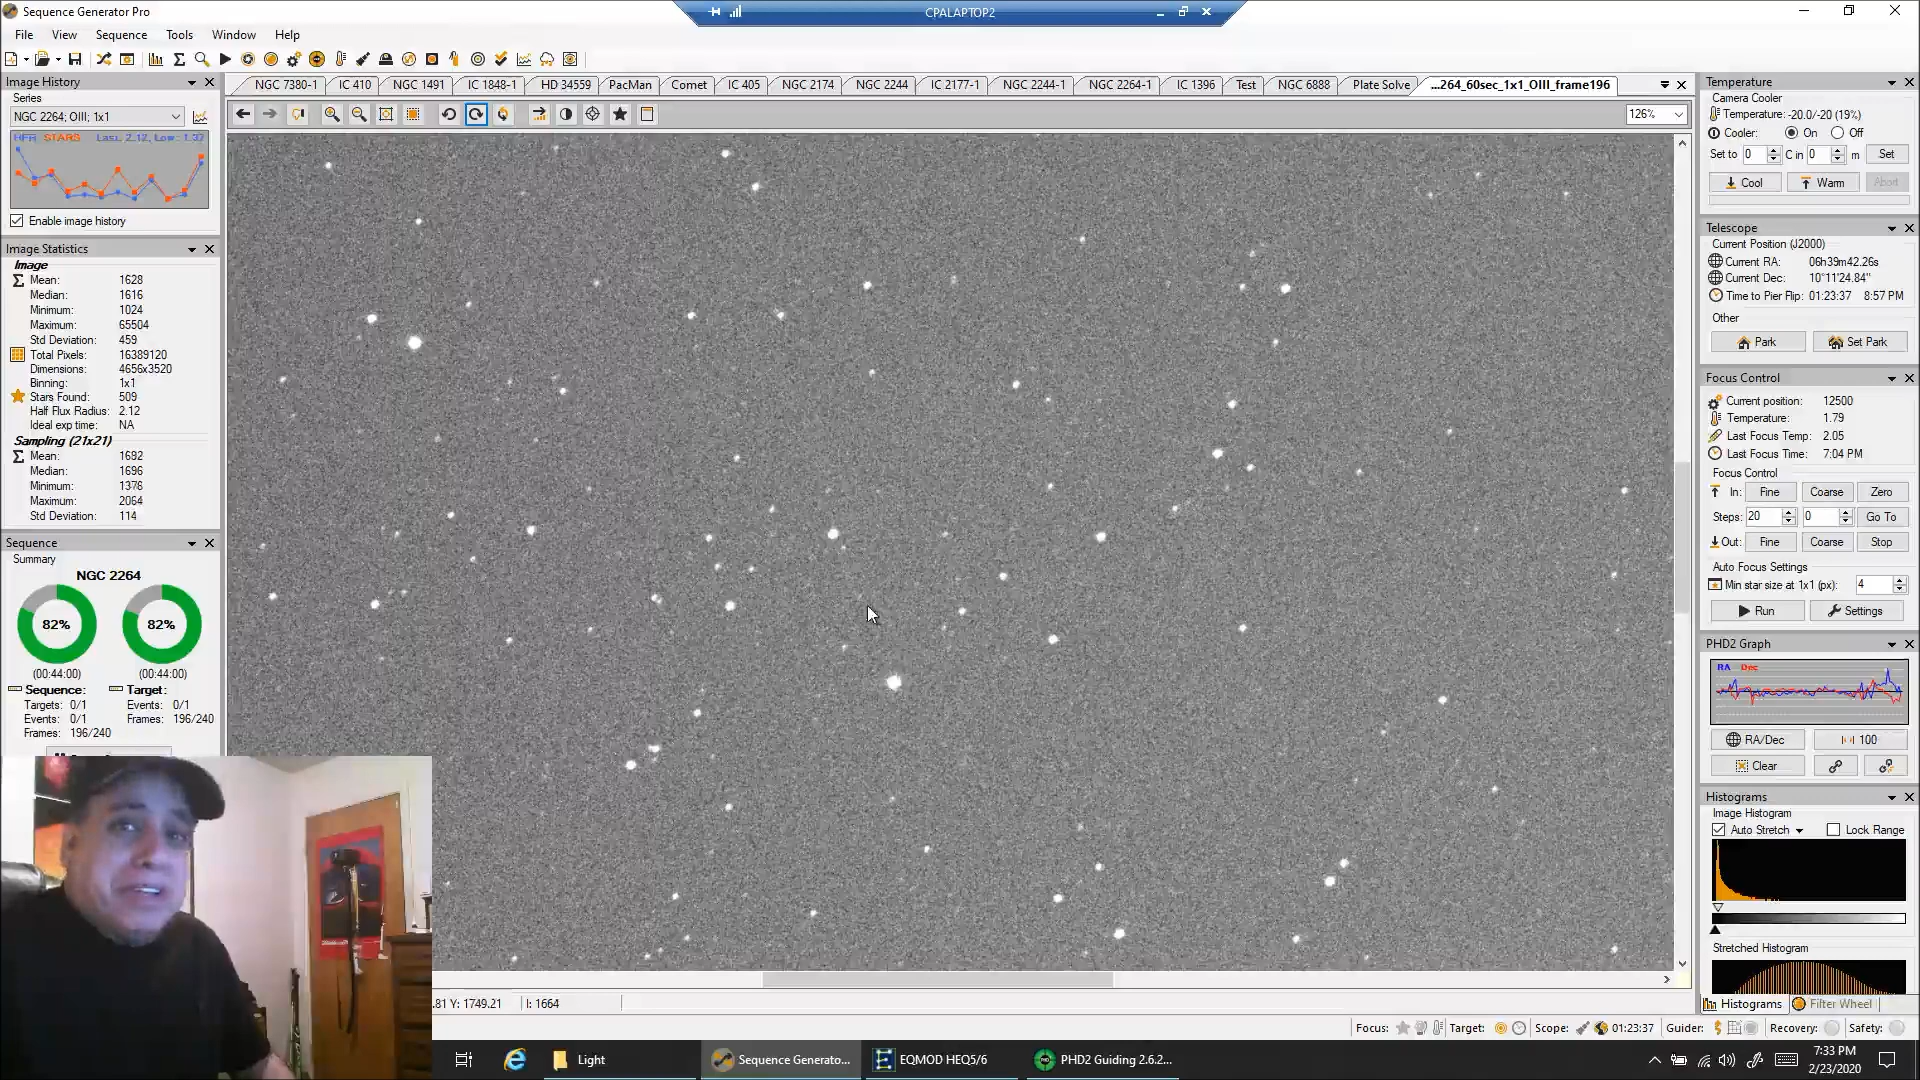 Sequence Generator Pro
CPALAPTOP2
File View Sequence Tools Window Help
Image History
Series
NGC 2264; OIII; 1x1
HFR STARS Last: 2.12, Low: 1.37
Enable image history
Image Statistics
Image
Mean: 1628
Median: 1616
Minimum: 1024
Maximum: 65504
Std Deviation: 459
Total Pixels: 16389120
Dimensions: 4656x3520
Binning: 1x1
Stars Found: 509
Half Flux Radius: 2.12
Ideal exp time: NA
Sampling (21x21)
Mean: 1692
Median: 1696
Minimum: 1376
Maximum: 2064
Std Deviation: 114
Sequence
Summary
NGC 2264
82% 82%
(00:44:00) (00:44:00)
Sequence: Target:
Targets: 0/1 Events: 0/1
Events: 0/1 Frames: 196/240
Frames: 196/240
NGC 7380-1 IC 410 NGC 1491 IC 1848-1 HD 34559 PacMan Comet IC 405 NGC 2174 NGC 2244 IC 2177-1 NGC 2244-1 NGC 2264-1 IC 1396 Test NGC 6888 Plate Solve ...264_60sec_1x1_OIII_frame196
126%
.81 Y: 1749.21 I: 1664
Temperature
Camera Cooler
Temperature: -20.0/-20 (19%)
Cooler: On Off
Set to 0 C in 0 m Set
Cool Warm Abort
Telescope
Current Position (J2000)
Current RA: 06h39m42.26s
Current Dec: 10°11'24.84"
Time to Pier Flip: 01:23:37 8:57 PM
Other
Park Set Park
Focus Control
Current position: 12500
Temperature: 1.79
Last Focus Temp: 2.05
Last Focus Time: 7:04 PM
Focus Control
In: Fine Coarse Zero
Steps: 20 0 Go To
Out: Fine Coarse Stop
Auto Focus Settings
Min star size at 1x1 (px): 4
Run Settings
PHD2 Graph
RA Dec
RA/Dec 100
Clear
Histograms
Image Histogram
Auto Stretch Lock Range
Stretched Histogram
Histograms Filter Wheel
Focus: Target: Scope: 01:23:37 Guider: Recovery: Safety:
Light Sequence Generato... EQMOD HEQ5/6 PHD2 Guiding 2.6.2...
7:33 PM
2/23/2020